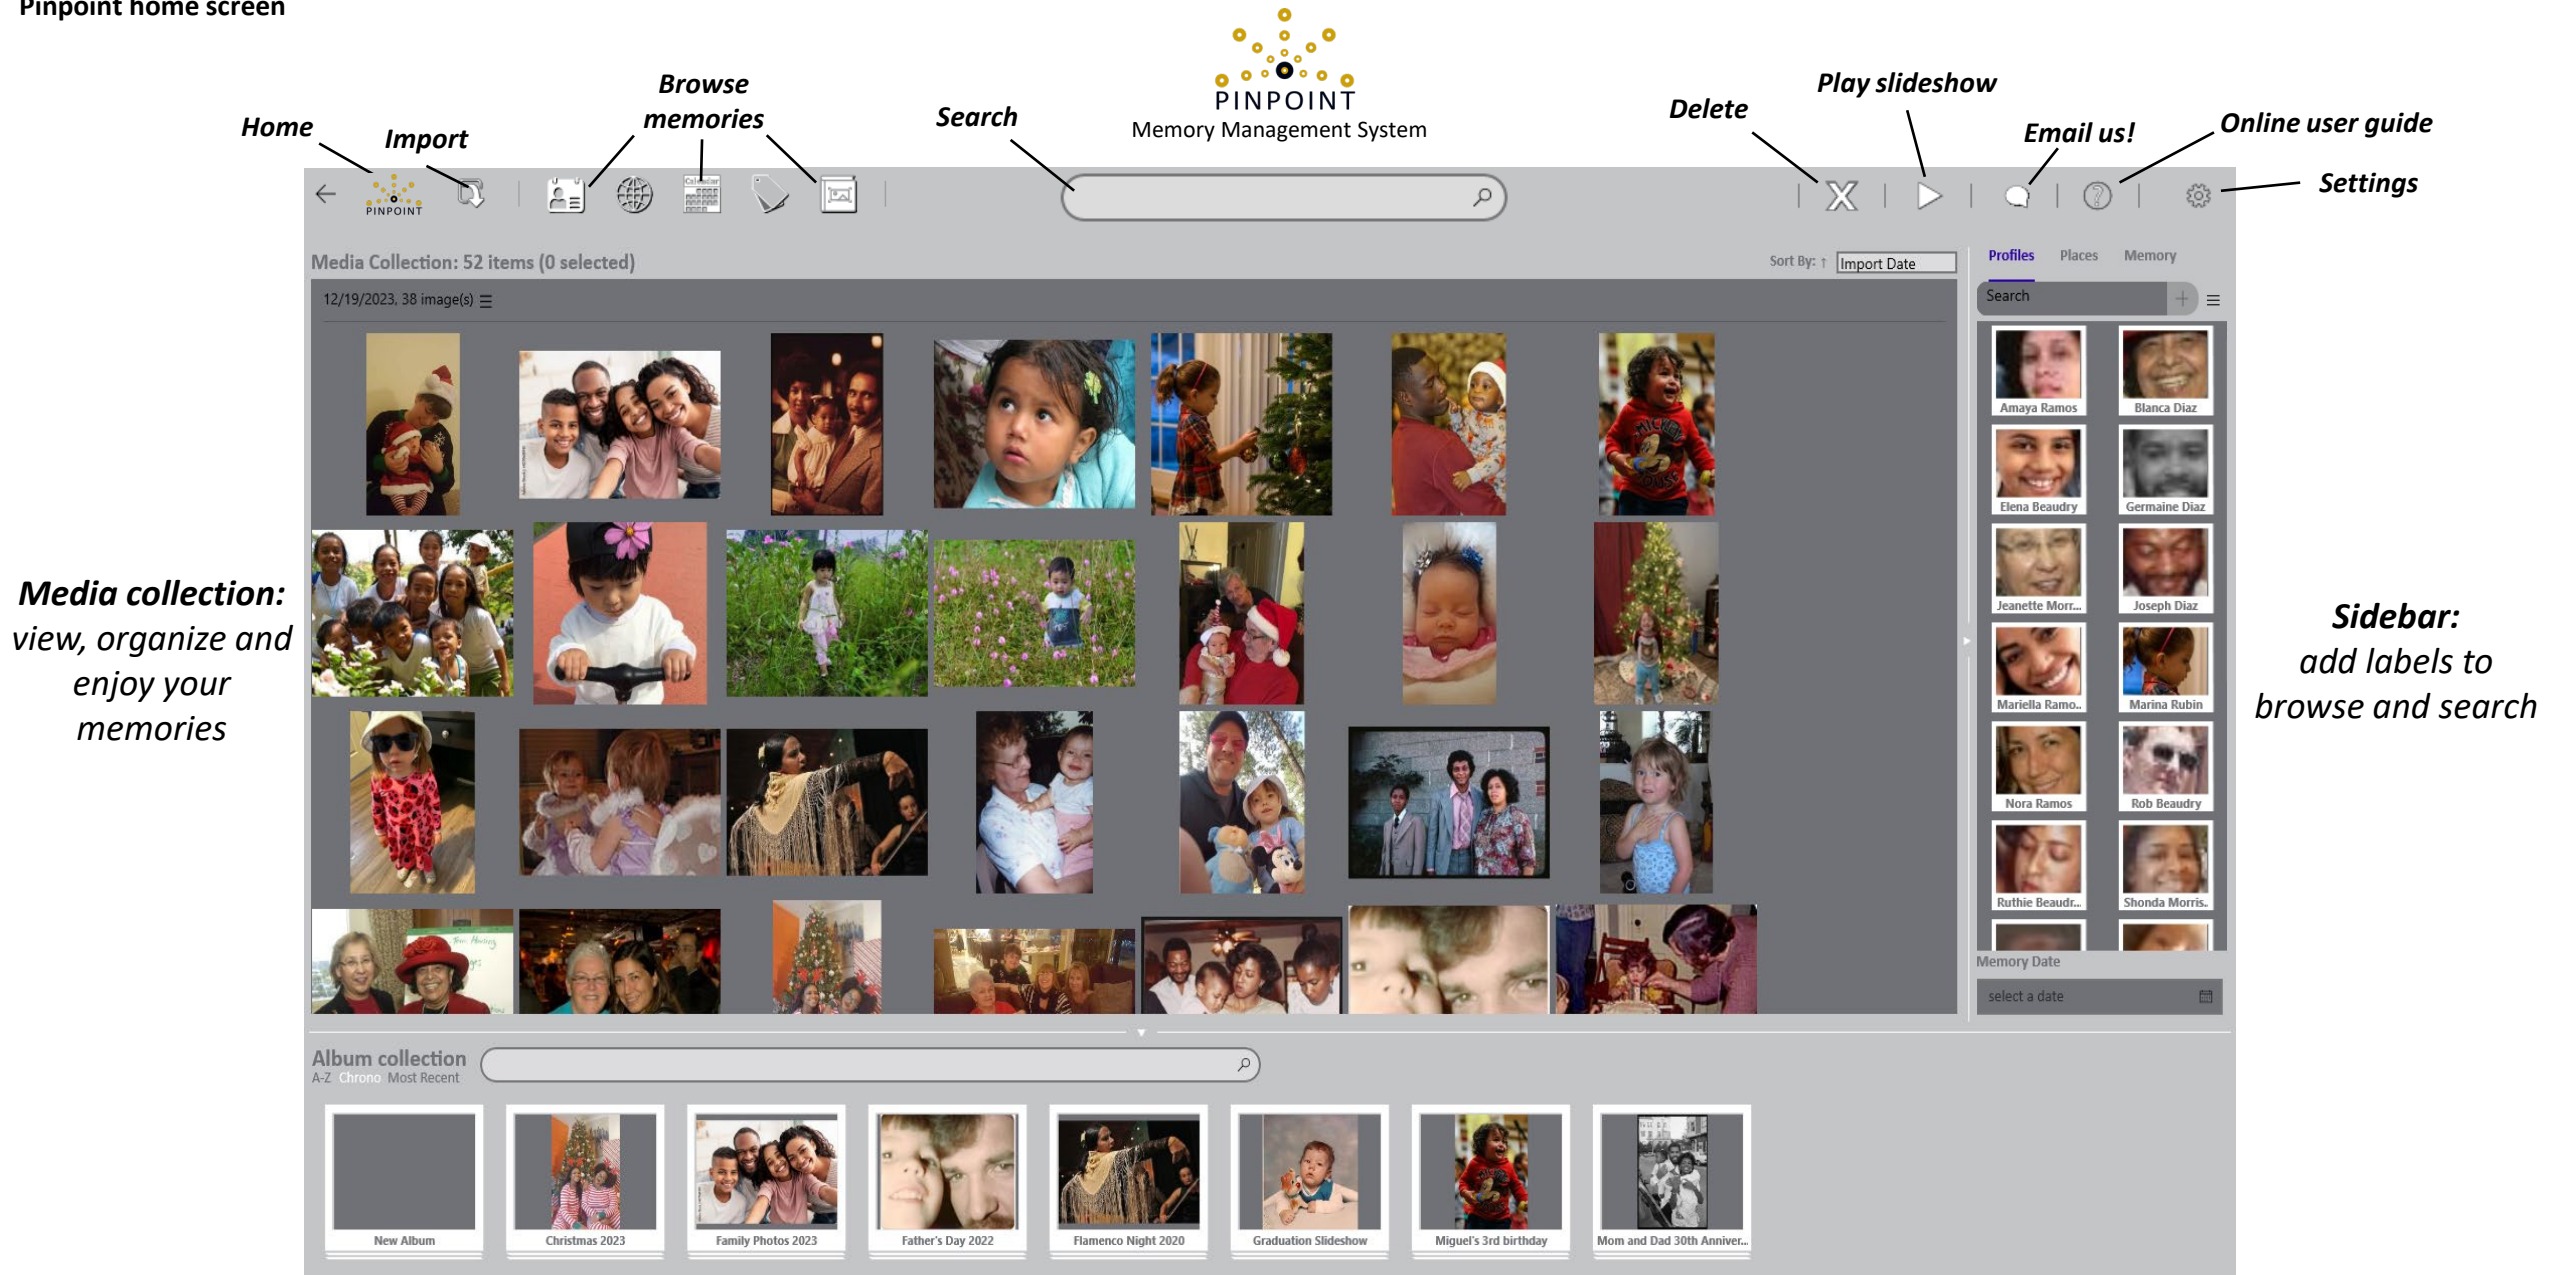 Pinpoint home screen
PINPOINT
Memory Management System
Home
Import
Browse
memories
Search
Delete
Play slideshow
Email us!
Online user guide
Settings
PINPOINT
Calendar
Media Collection: 52 items (0 selected)
Sort By: ↑ Import Date
12/19/2023, 38 image(s)
Profiles Places Memory
Search
Amaya Ramos Blanca Diaz
Elena Beaudry Germaine Diaz
Jeanette Morr... Joseph Diaz
Mariella Ramo.. Marina Rubin
Nora Ramos Rob Beaudry
Ruthie Beaudr... Shonda Morris.
Memory Date
select a date
Media collection:
view, organize and
enjoy your
memories
Sidebar:
add labels to
browse and search
MICKEY
MOUSE
Album collection
A-Z Chrono Most Recent
New Album
Christmas 2023
Family Photos 2023
Father's Day 2022
Flamenco Night 2020
Graduation Slideshow
Miguel's 3rd birthday
Mom and Dad 30th Anniver...